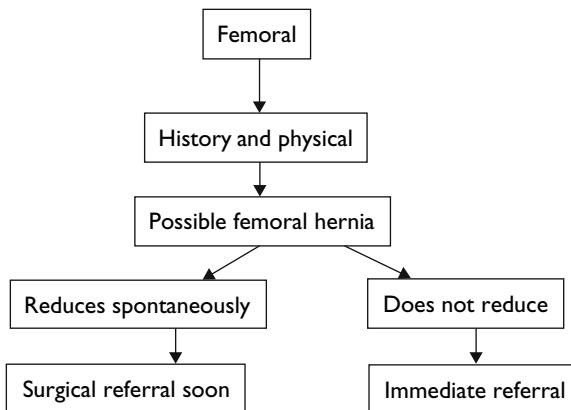 Femoral
History and physical
Possible femoral hernia
Reduces spontaneously
Does not reduce
Surgical referral soon
Immediate referral